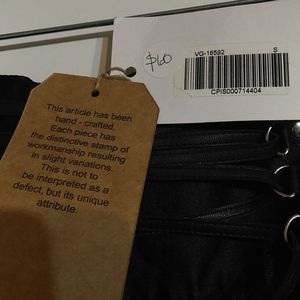 $60
VG-16592 S
CPIS000714404
This article has been
hand - crafted.
Each piece has
the distinctive stamp of
workmanship resulting
in slight variations.
This is not to
be interpreted as a
defect, but its unique
attribute.